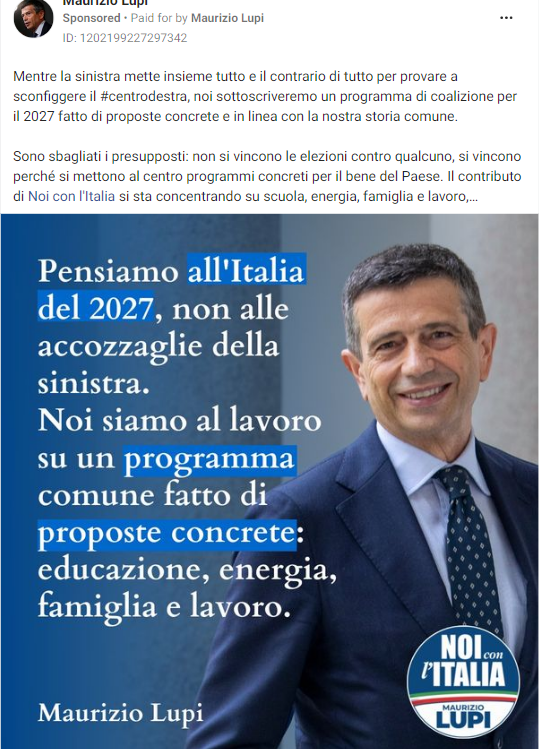 Maurizio Lupi
Sponsored • Paid for by Maurizio Lupi
ID: 1202199227297342
Mentre la sinistra mette insieme tutto e il contrario di tutto per provare a
sconfiggere il #centrodestra, noi sottoscriveremo un programma di coalizione per
il 2027 fatto di proposte concrete e in linea con la nostra storia comune.
Sono sbagliati i presupposti: non si vincono le elezioni contro qualcuno, si vincono
perché si mettono al centro programmi concreti per il bene del Paese. Il contributo
di Noi con l'Italia si sta concentrando su scuola, energia, famiglia e lavoro,...
Pensiamo all'Italia
del 2027, non alle
accozzaglie della
sinistra.
Noi siamo al lavoro
su un programma
comune fatto di
proposte concrete:
educazione, energia,
famiglia e lavoro.
Maurizio Lupi
NOI con
l'ITALIA
MAURIZIO
LUPI